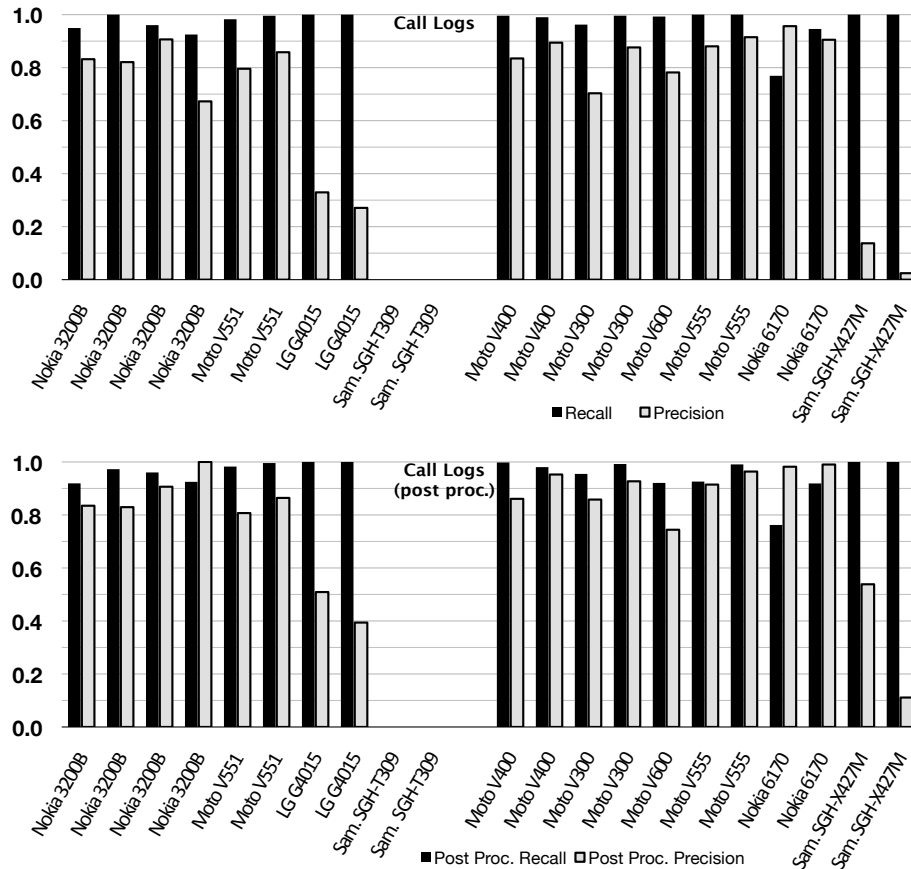 Call Logs
1.0
0.8
0.6
0.4
0.2
0.0
Nokia 3200B
Nokia 3200B
Nokia 3200B
Nokia 3200B
Moto V551
Moto V551
LG G4015
LG G4015
Sam. SGH-T309
Sam. SGH-T309
Moto V400
Moto V400
Moto V300
Moto V300
Moto V600
Moto V555
Moto V555
Nokia 6170
Nokia 6170
Sam. SGH-X427M
Sam. SGH-X427M
Recall Precision
Call Logs
(post proc.)
1.0
0.8
0.6
0.4
0.2
0.0
Nokia 3200B
Nokia 3200B
Nokia 3200B
Nokia 3200B
Moto V551
Moto V551
LG G4015
LG G4015
Sam. SGH-T309
Sam. SGH-T309
Moto V400
Moto V400
Moto V300
Moto V300
Moto V600
Moto V555
Moto V555
Nokia 6170
Nokia 6170
Sam. SGH-X427M
Sam. SGH-X427M
Post Proc. Recall Post Proc. Precision